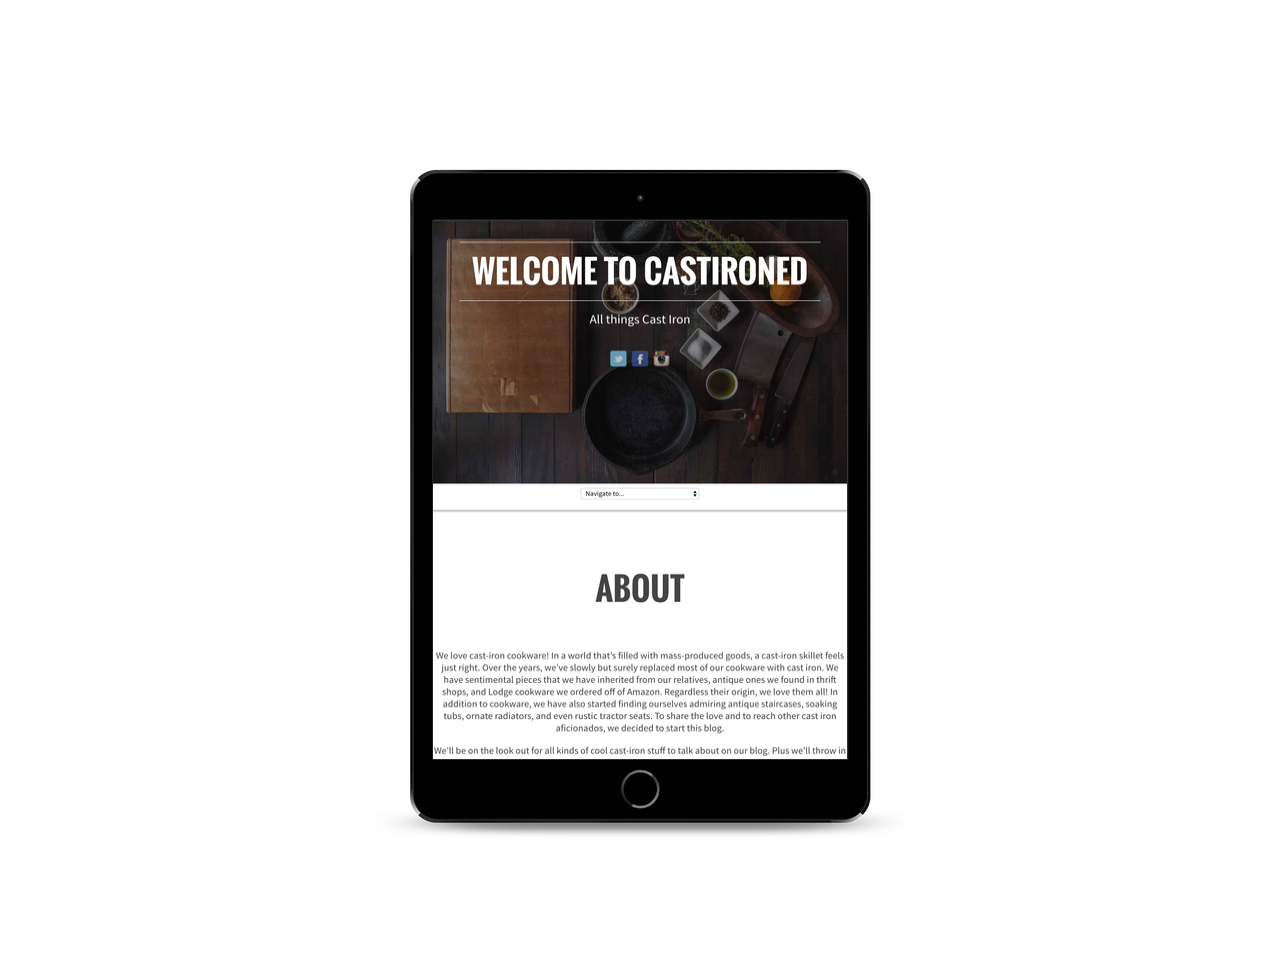 WELCOME TO CASTIRONED
All things Cast Iron
Navigate to...
ABOUT
We love cast-iron cookware! In a world that's filled with mass-produced goods, a cast-iron skillet feels
just right. Over the years, we've slowly but surely replaced most of our cookware with cast iron. We
have sentimental pieces that we have inherited from our relatives, antique ones we found in thrift
shops, and Lodge cookware we ordered off of Amazon. Regardless their origin, we love them all! In
addition to cookware, we have also started finding ourselves admiring antique staircases, soaking
tubs, ornate radiators, and even rustic tractor seats. To share the love and to reach other cast iron
aficionados, we decided to start this blog.
We'll be on the look out for all kinds of cool cast-iron stuff to talk about on our blog. Plus we'll throw in